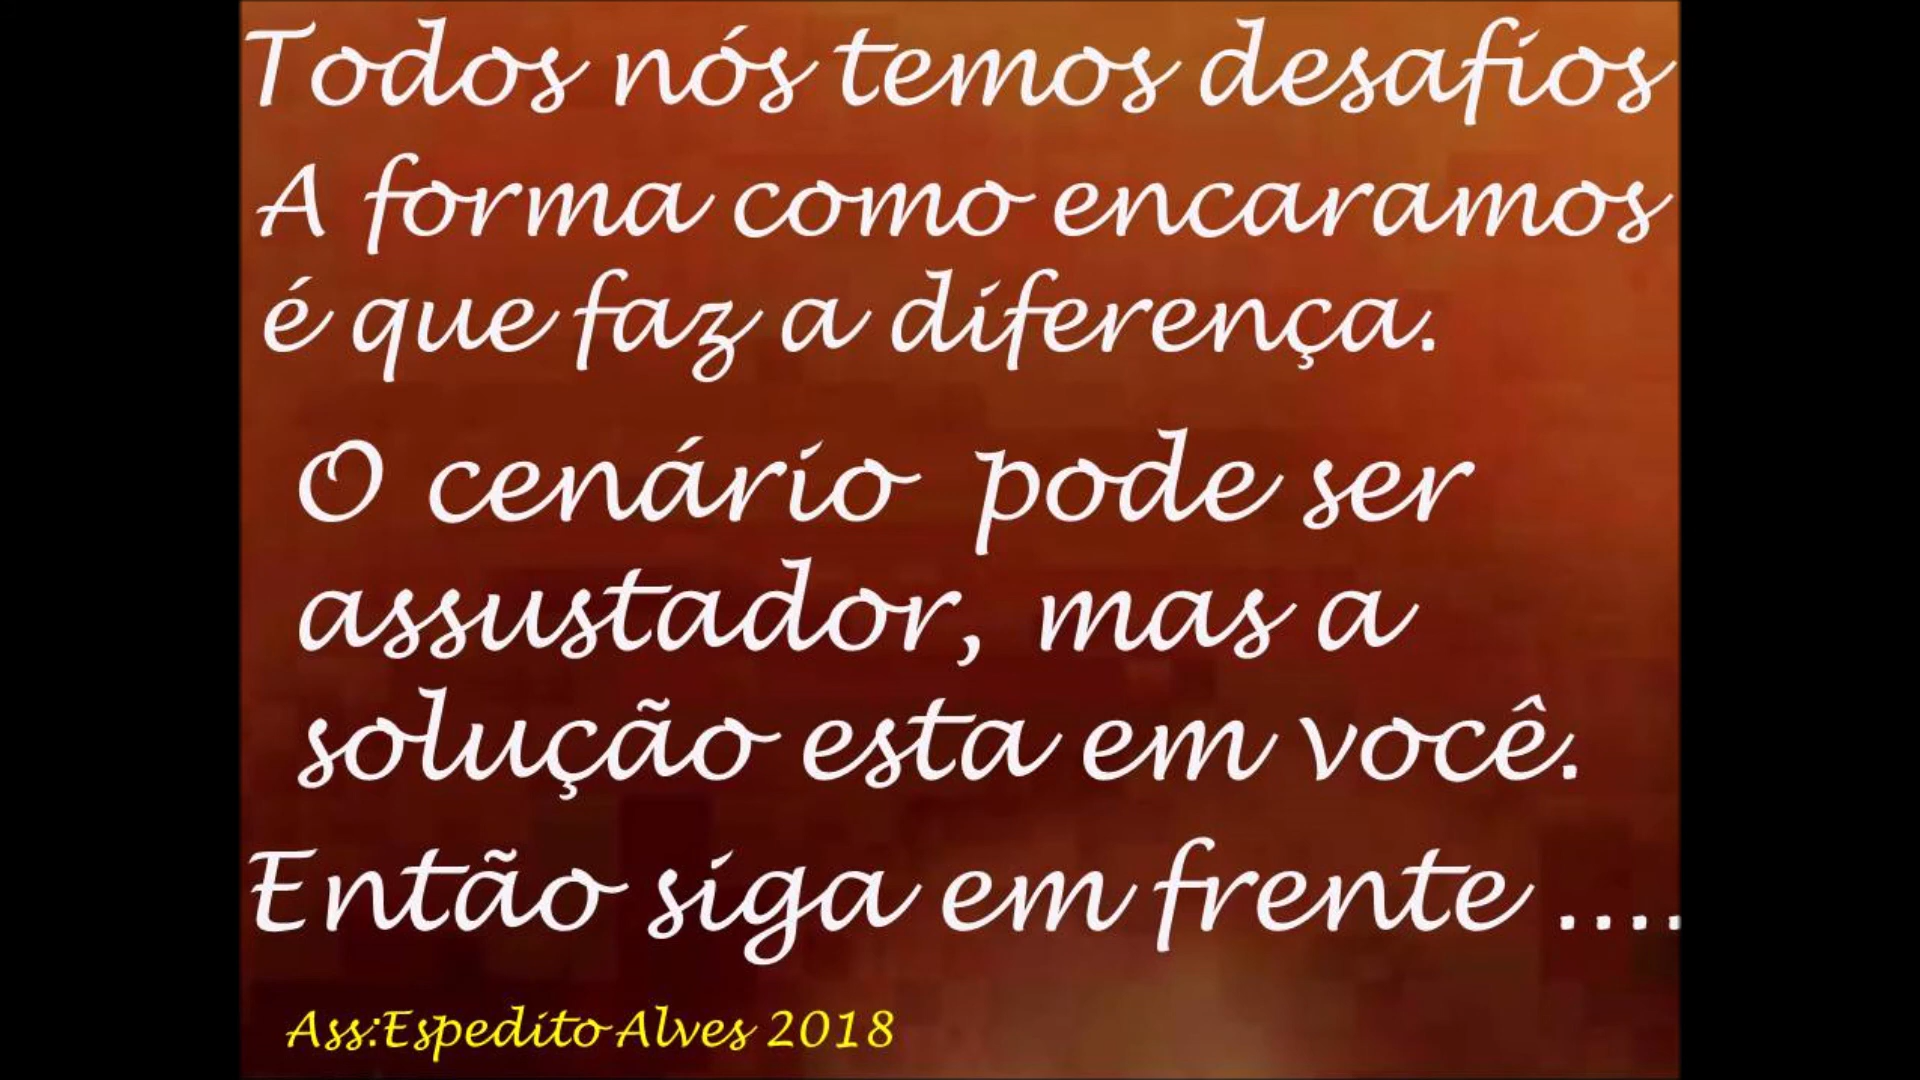 Todos nós temos desafios
A forma como encaramos
é que faz a diferença.
O cenário pode ser
assustador, mas a
solução esta em você.
Então siga em frente ....
Ass:Espedito Alves 2018